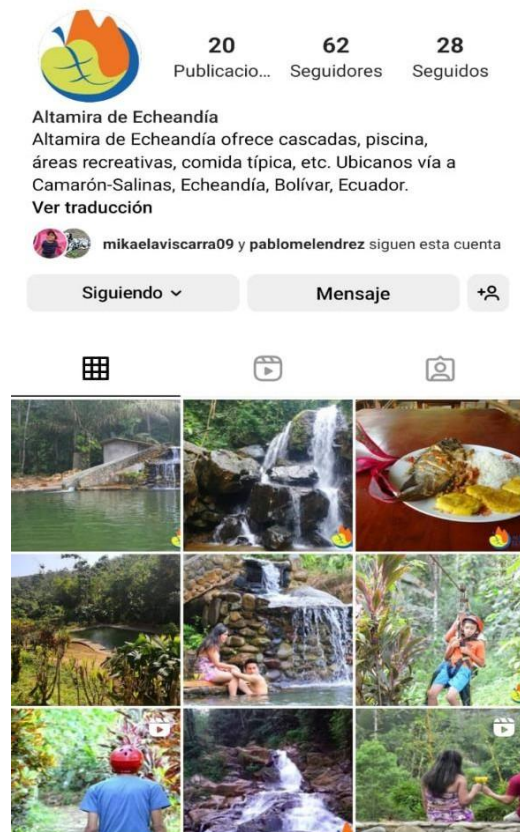 20 62 28
Publicacio... Seguidores Seguidos
Altamira de Echeandía
Altamira de Echeandía ofrece cascadas, piscina,
áreas recreativas, comida típica, etc. Ubicanos vía a
Camarón-Salinas, Echeandía, Bolívar, Ecuador.
Ver traducción
mikaelaviscarra09 y pablomelendrez siguen esta cuenta
Siguiendo Mensaje